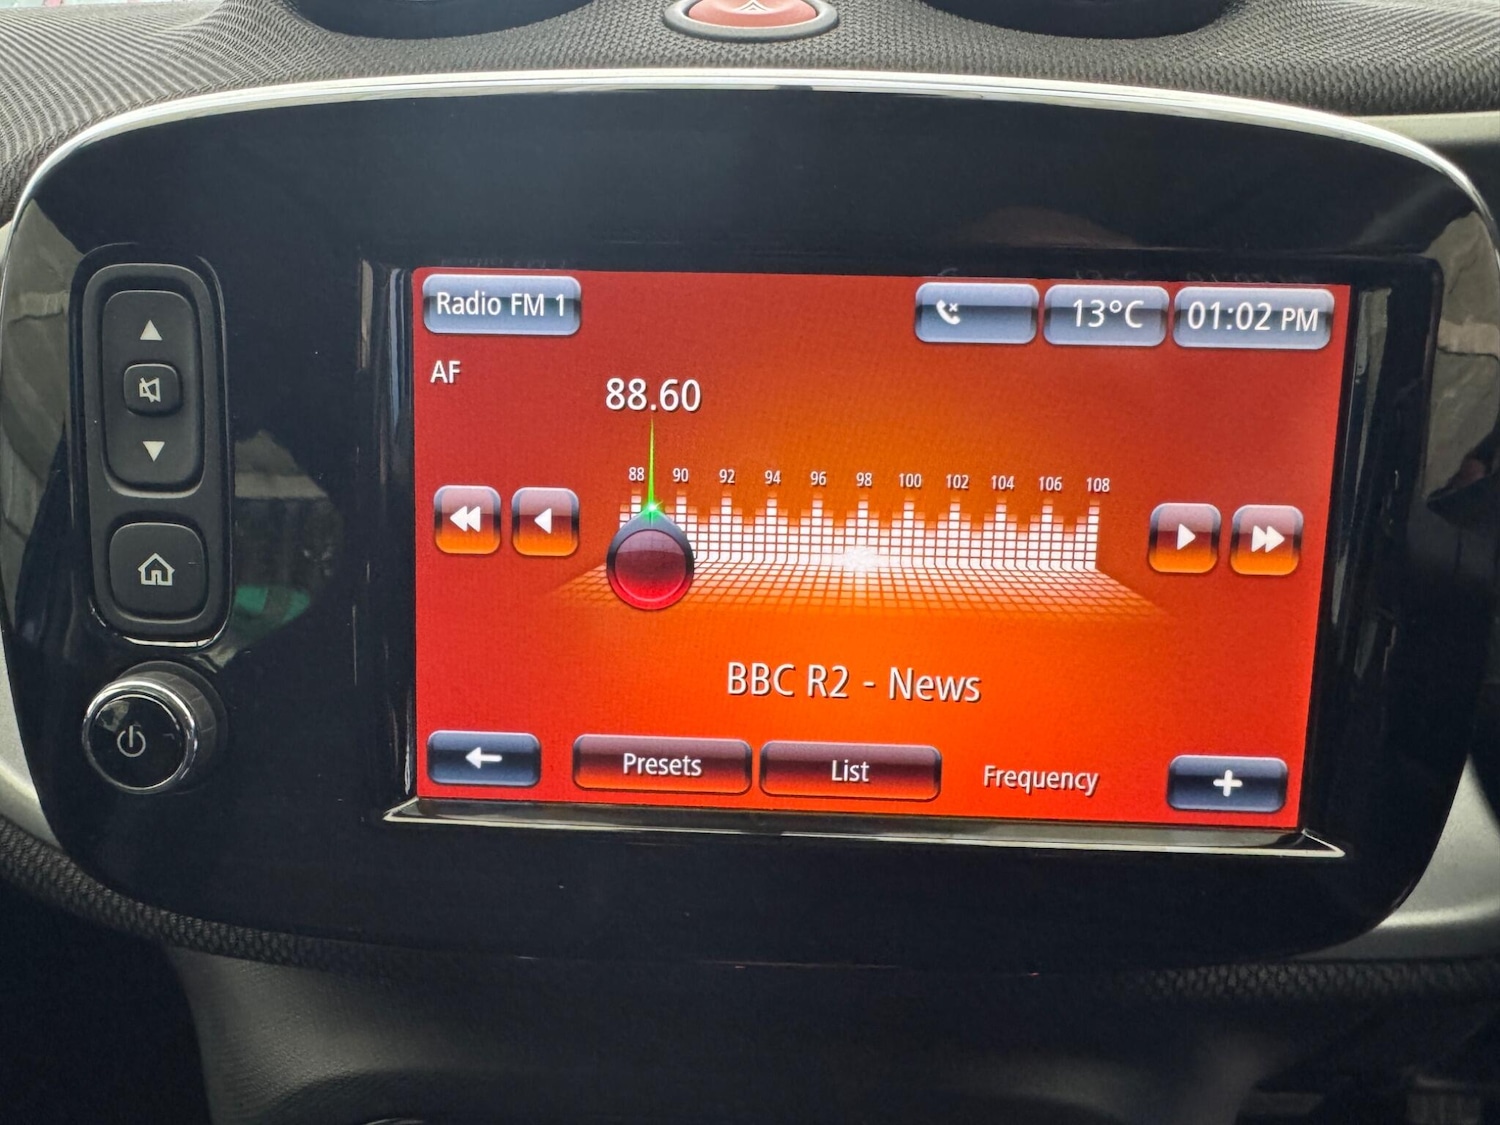 Radio FM 1
13°C
01:02 PM
AF
88.60
88 90 92 94 96 98 100 102 104 106 108
BBC R2 - News
Presets
List
Frequency